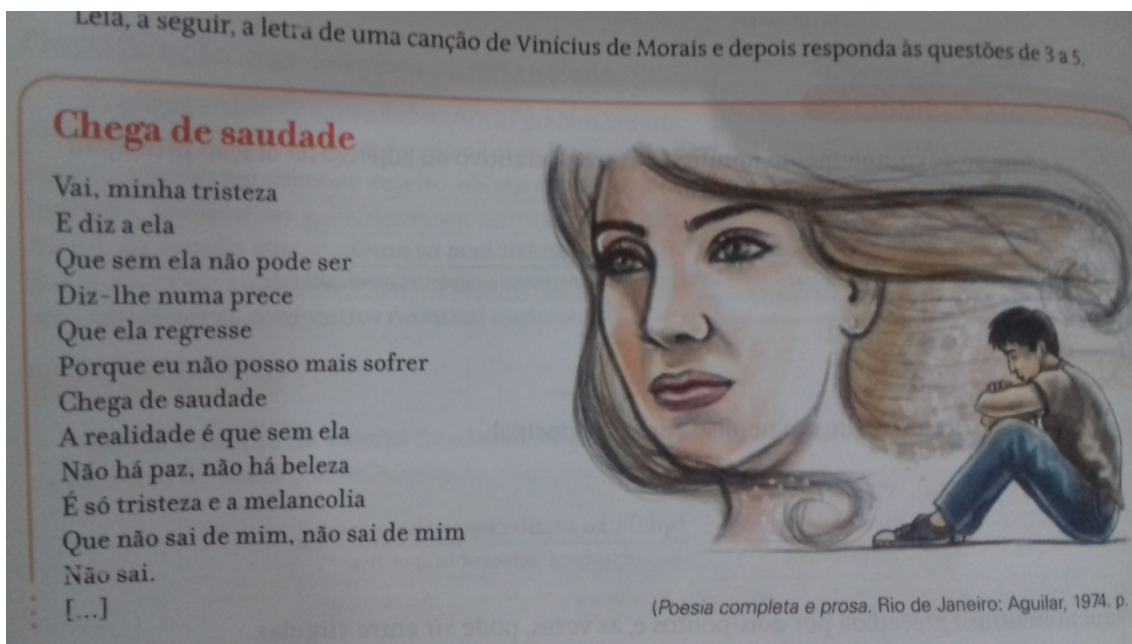 Leia, a seguir, a letra de uma canção de Vinícius de Morais e depois responda às questões de 3 a 5.
Chega de saudade
Vai, minha tristeza
E diz a ela
Que sem ela não pode ser
Diz-lhe numa prece
Que ela regresse
Porque eu não posso mais sofrer
Chega de saudade
A realidade é que sem ela
Não há paz, não há beleza
É só tristeza e a melancolia
Que não sai de mim, não sai de mim
Não sai.
[...]
(Poesia completa e prosa. Rio de Janeiro: Aguilar, 1974. p.